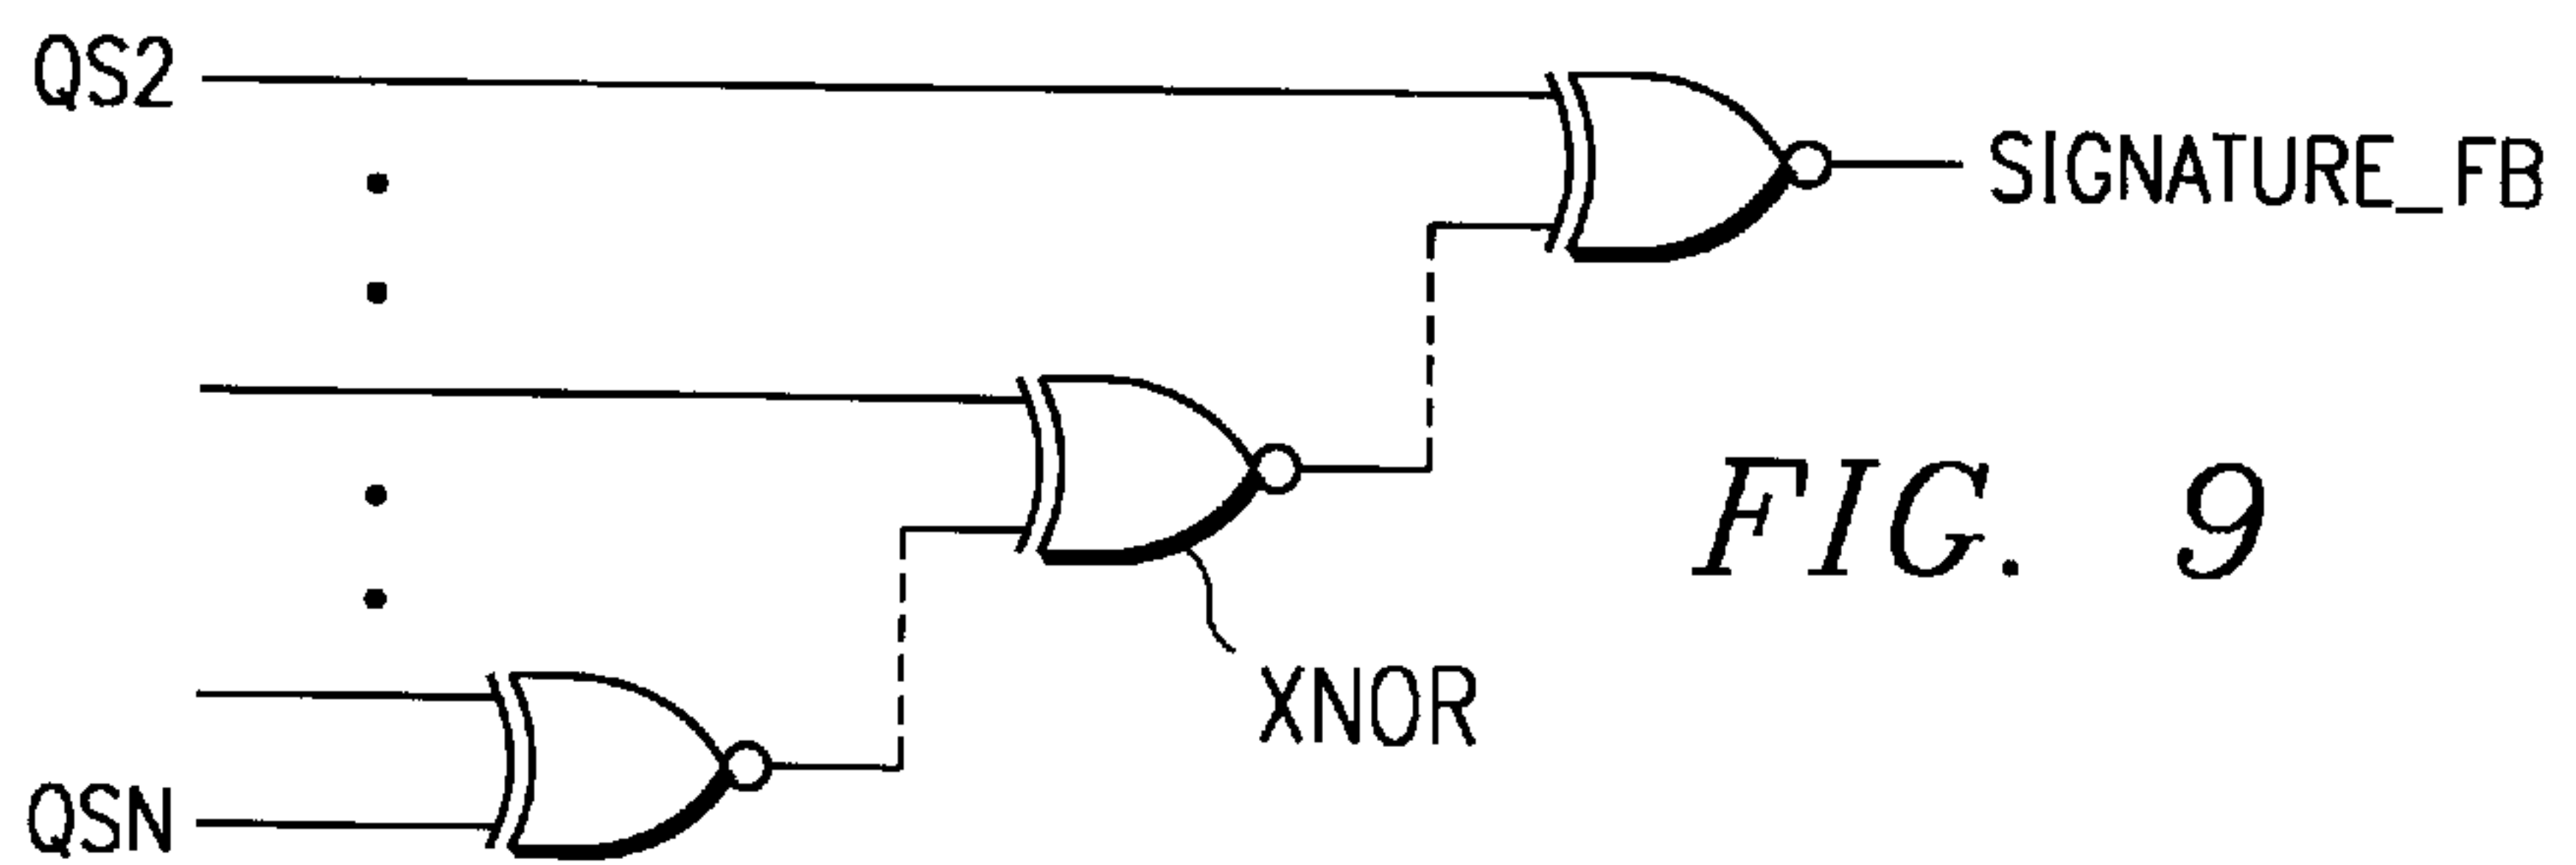 QS2
SIGNATURE_FB
FIG. 9
XNOR
QSN